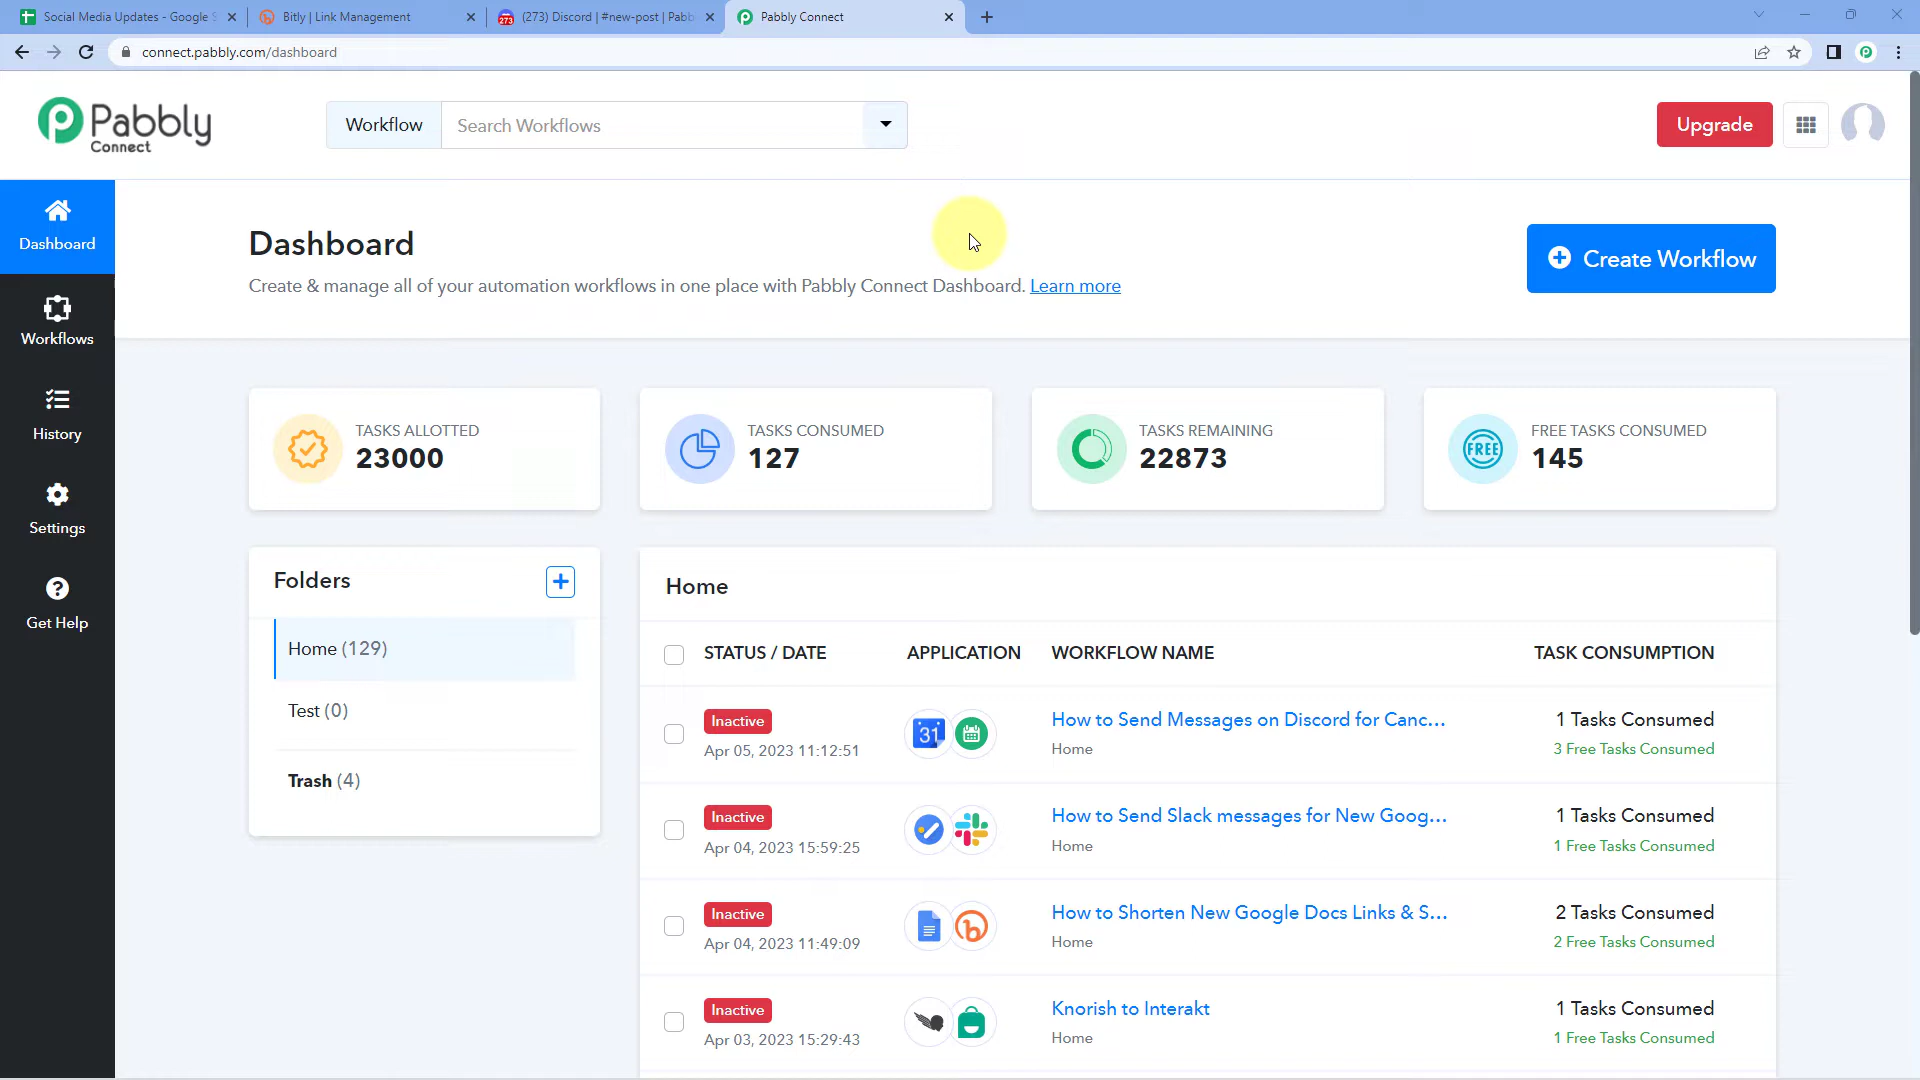 Social Media Updates - Google S
Bitly | Link Management
(273) Discord | #new-post | Pabb
Pabbly Connect
connect.pabbly.com/dashboard
Pabbly
Connect
Workflow
Search Workflows
Upgrade
Dashboard
Workflows
History
Settings
Get Help
Dashboard
Create & manage all of your automation workflows in one place with Pabbly Connect Dashboard. Learn more
Create Workflow
TASKS ALLOTTED
23000
TASKS CONSUMED
127
TASKS REMAINING
22873
FREE
FREE TASKS CONSUMED
145
Folders
Home (129)
Test (0)
Trash (4)
Home
STATUS / DATE APPLICATION WORKFLOW NAME TASK CONSUMPTION
Inactive
Apr 05, 2023 11:12:51
31
How to Send Messages on Discord for Canc...
Home
1 Tasks Consumed
3 Free Tasks Consumed
Inactive
Apr 04, 2023 15:59:25
How to Send Slack messages for New Goog...
Home
1 Tasks Consumed
1 Free Tasks Consumed
Inactive
Apr 04, 2023 11:49:09
How to Shorten New Google Docs Links & S...
Home
2 Tasks Consumed
2 Free Tasks Consumed
Inactive
Apr 03, 2023 15:29:43
Knorish to Interakt
Home
1 Tasks Consumed
1 Free Tasks Consumed